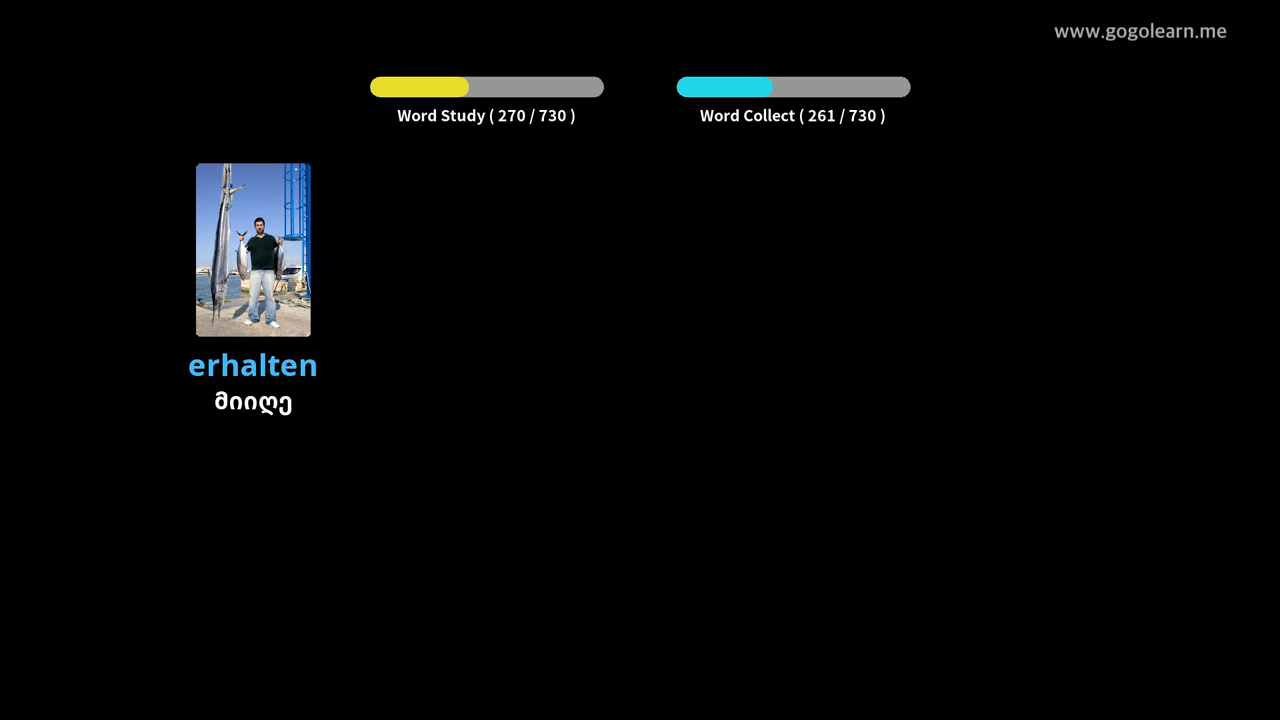 www.gogolearn.me
Word Study ( 270 / 730 )
Word Collect ( 261 / 730 )
erhalten
მიიღე